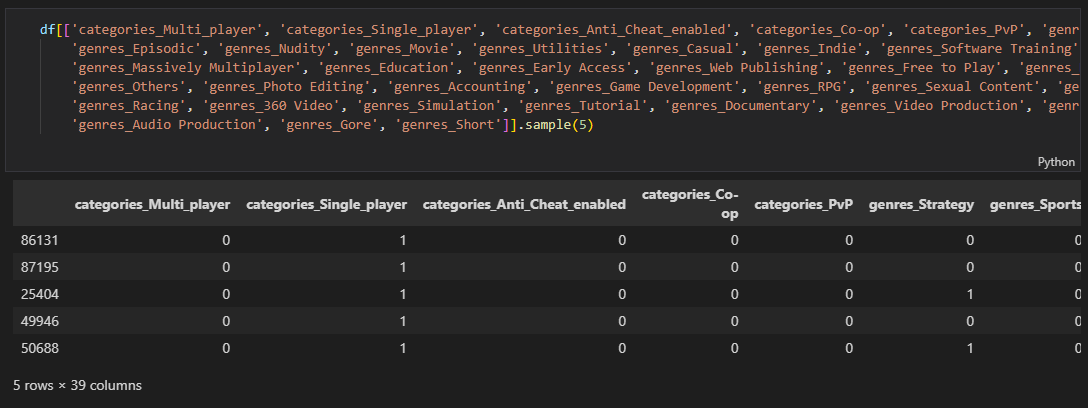 df[['categories_Multi_player', 'categories_Single_player', 'categories_Anti_Cheat_enabled', 'categories_Co-op', 'categories_PvP', 'genr
'genres_Episodic', 'genres_Nudity', 'genres_Movie', 'genres_Utilities', 'genres_Casual', 'genres_Indie', 'genres_Software Training'
'genres_Massively Multiplayer', 'genres_Education', 'genres_Early Access', 'genres_Web Publishing', 'genres_Free to Play', 'genres_
'genres_Others', 'genres_Photo Editing', 'genres_Accounting', 'genres_Game Development', 'genres_RPG', 'genres_Sexual Content', 'ge
'genres_Racing', 'genres_360 Video', 'genres_Simulation', 'genres_Tutorial', 'genres_Documentary', 'genres_Video Production', 'genr
'genres_Audio Production', 'genres_Gore', 'genres_Short']].sample(5)
Python
categories_Multi_player categories_Single_player categories_Anti_Cheat_enabled categories_Co-op categories_PvP genres_Strategy genres_Sports
86131 0 1 0 0 0 0 0
87195 0 1 0 0 0 0 0
25404 0 1 0 0 0 1 0
49946 0 1 0 0 0 0 0
50688 0 1 0 0 0 1 0
5 rows × 39 columns